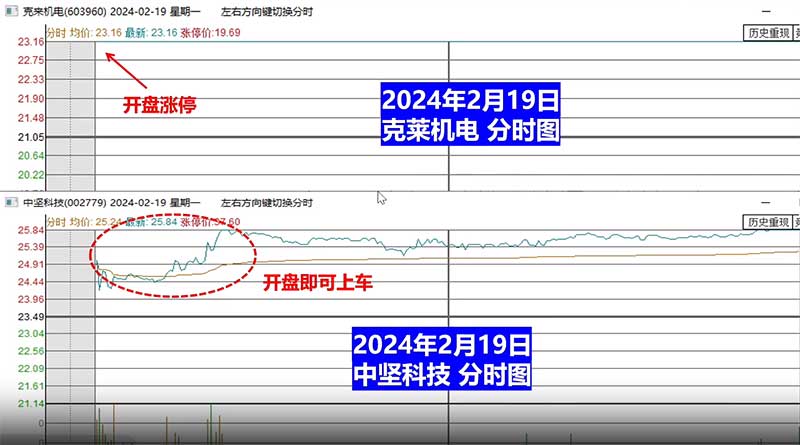 克来机电(603960) 2024-02-19 星期一 左右方向键切换分时
分时 均价: 23.16 最新: 23.16 涨停价:19.69
历史重现
23.16
22.75
22.33
21.90
21.48
21.05
20.64
20.22
开盘涨停
2024年2月19日
克莱机电 分时图
中坚科技(002779) 2024-02-19 星期一 左右方向键切换分时
分时 均价: 25.24 最新: 25.84 涨停价:37.60
历史重现
25.84
25.39
24.91
24.44
23.96
23.49
23.04
22.56
22.09
21.61
21.14
0
0
开盘即可上车
2024年2月19日
中坚科技 分时图